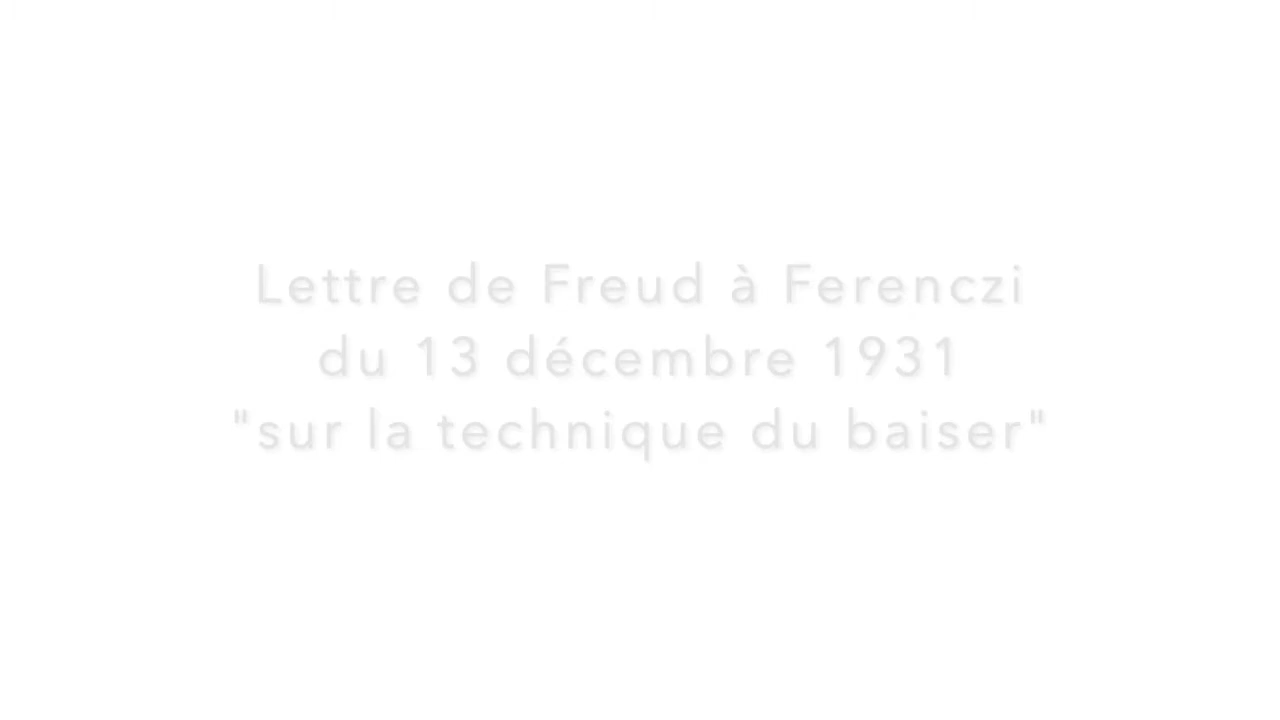 Lettre de Freud à Ferenczi
du 13 décembre 1931
"sur la technique du baiser"